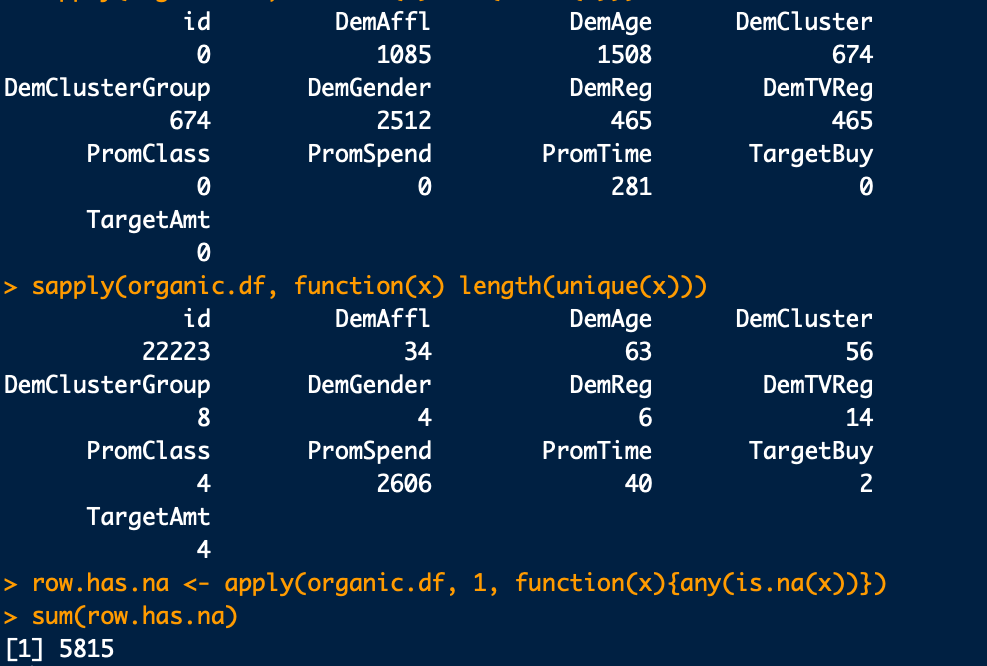 id DemAffl DemAge DemCluster
0 1085 1508 674
DemClusterGroup DemGender DemReg DemTVReg
674 2512 465 465
PromClass PromSpend PromTime TargetBuy
0 0 281 0
TargetAmt
0
> sapply(organic.df, function(x) length(unique(x)))
id DemAffl DemAge DemCluster
22223 34 63 56
DemClusterGroup DemGender DemReg DemTVReg
8 4 6 14
PromClass PromSpend PromTime TargetBuy
4 2606 40 2
TargetAmt
4
> row.has.na <- apply(organic.df, 1, function(x){any(is.na(x))})
> sum(row.has.na)
[1] 5815